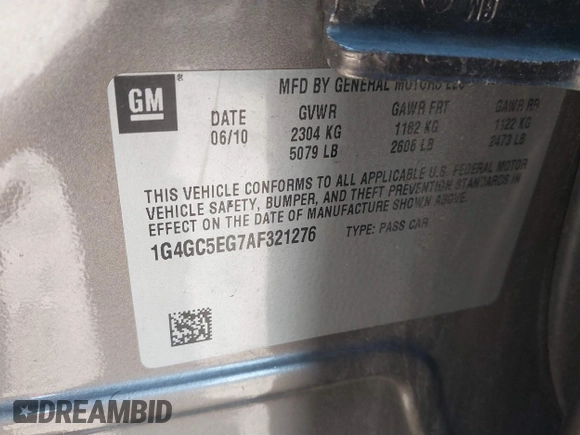 GM
MFD BY GENERAL MOTORS LLC
DATE GVWR GAWR FRT GAWR RR
06/10 2304 KG 1182 KG 1122 KG
5079 LB 2606 LB 2473 LB
THIS VEHICLE CONFORMS TO ALL APPLICABLE U.S. FEDERAL MOTOR
VEHICLE SAFETY, BUMPER, AND THEFT PREVENTION STANDARDS IN
EFFECT ON THE DATE OF MANUFACTURE SHOWN ABOVE.
1G4GC5EG7AF321276 TYPE: PASS CAR
DREAMBID